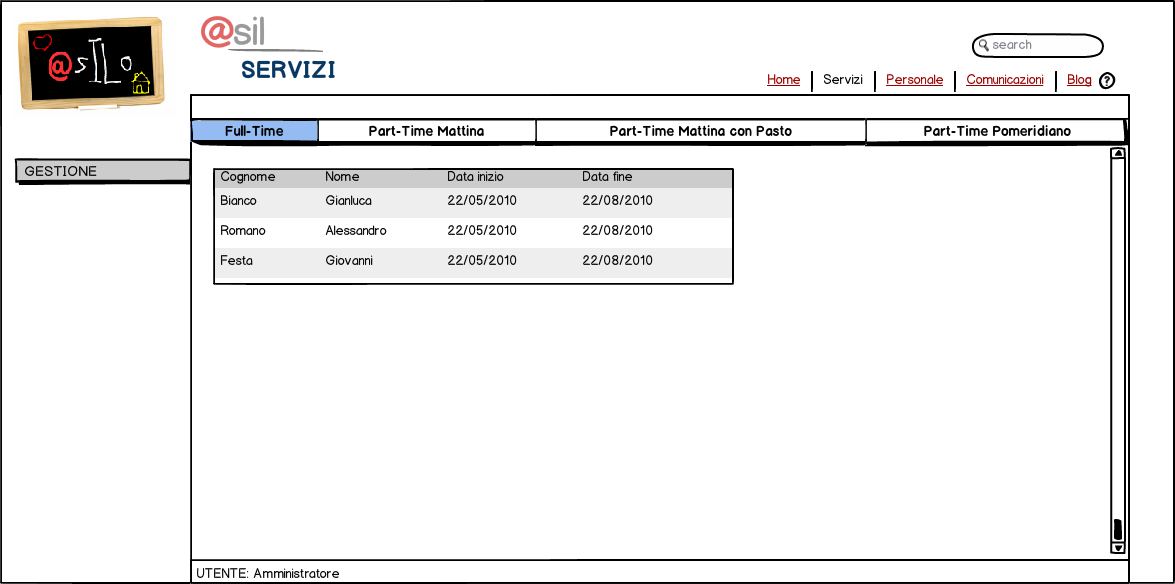 @sILo
@sil
SERVIZI
search
Home Servizi Personale Comunicazioni Blog ?
Full-Time Part-Time Mattina Part-Time Mattina con Pasto Part-Time Pomeridiano
GESTIONE
Cognome Nome Data inizio Data fine
Bianco Gianluca 22/05/2010 22/08/2010
Romano Alessandro 22/05/2010 22/08/2010
Festa Giovanni 22/05/2010 22/08/2010
UTENTE: Amministratore